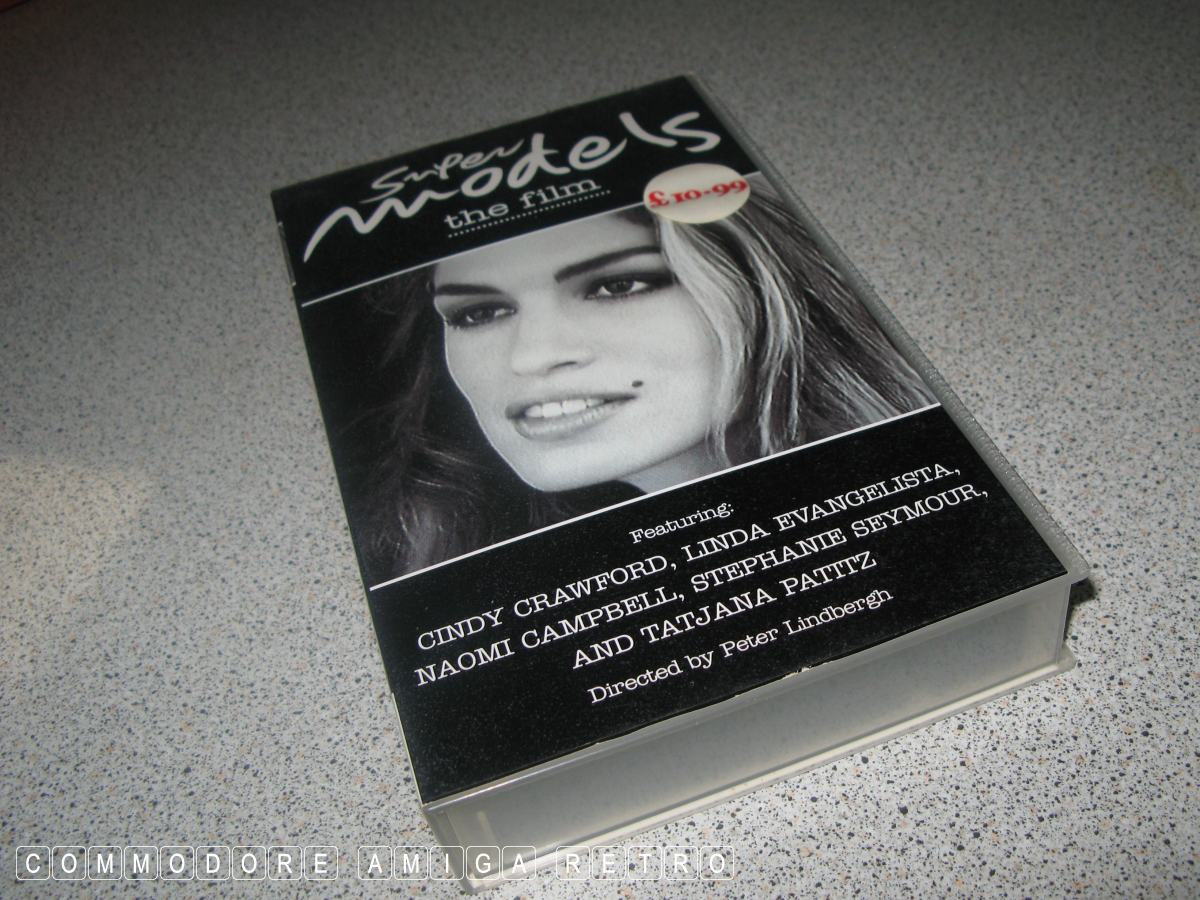 Super
models
the film
£10-99
Featuring:
CINDY CRAWFORD, LINDA EVANGELISTA,
NAOMI CAMPBELL, STEPHANIE SEYMOUR,
AND TATJANA PATITZ
Directed by Peter Lindbergh
COMMODORE AMIGA RETRO